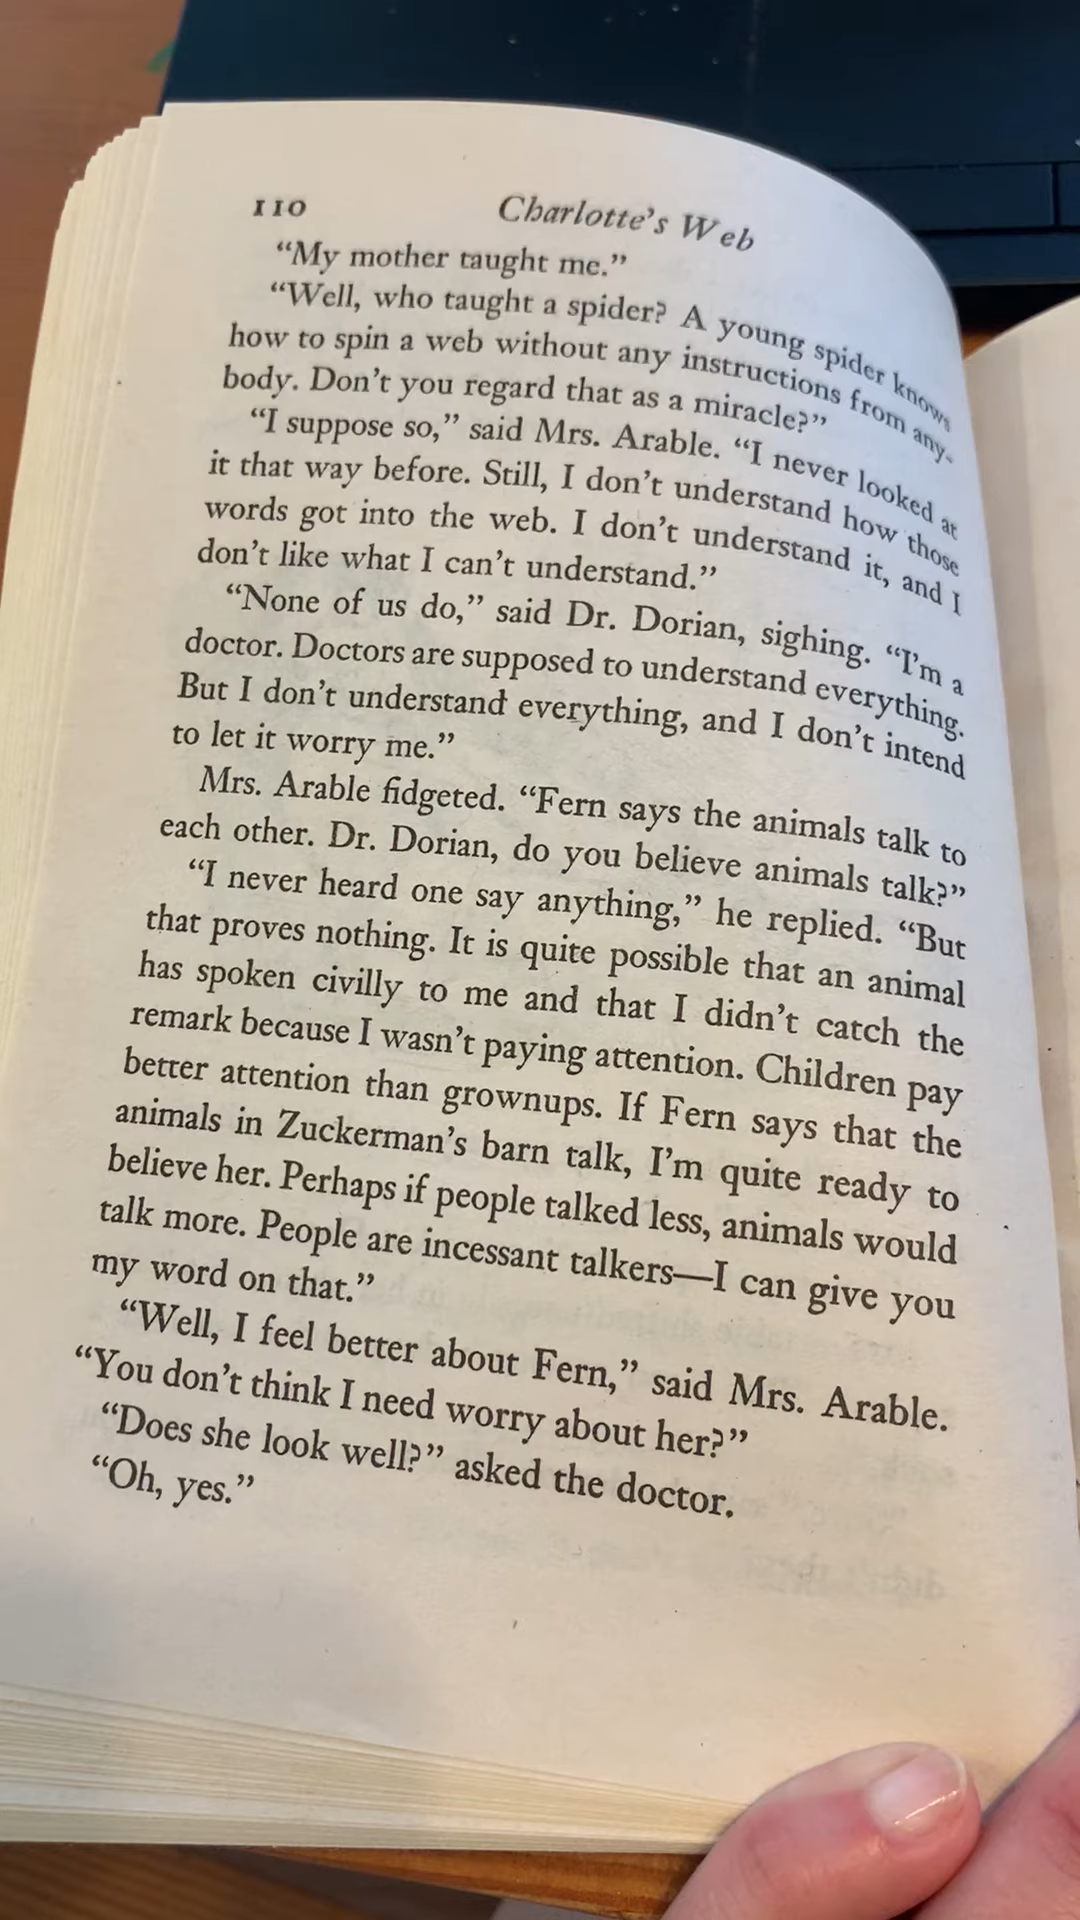 110
Charlotte's Web
“My mother taught me.”
“Well, who taught a spider? A young spider knows
how to spin a web without any instructions from any-
body. Don't you regard that as a miracle?”
“I suppose so,” said Mrs. Arable. “I never looked at
it that way before. Still, I don't understand how those
words got into the web. I don't understand it, and I
don't like what I can't understand.”
“None of us do,” said Dr. Dorian, sighing. “I'm a
doctor. Doctors are supposed to understand everything.
But I don't understand everything, and I don't intend
to let it worry me.”
Mrs. Arable fidgeted. “Fern says the animals talk to
each other. Dr. Dorian, do you believe animals talk?”
“I never heard one say anything,” he replied. “But
that proves nothing. It is quite possible that an animal
has spoken civilly to me and that I didn't catch the
remark because I wasn't paying attention. Children pay
better attention than grownups. If Fern says that the
animals in Zuckerman's barn talk, I'm quite ready to
believe her. Perhaps if people talked less, animals would
talk more. People are incessant talkers—I can give you
my word on that.”
“Well, I feel better about Fern,” said Mrs. Arable.
“You don't think I need worry about her?”
“Does she look well?” asked the doctor.
“Oh, yes.”